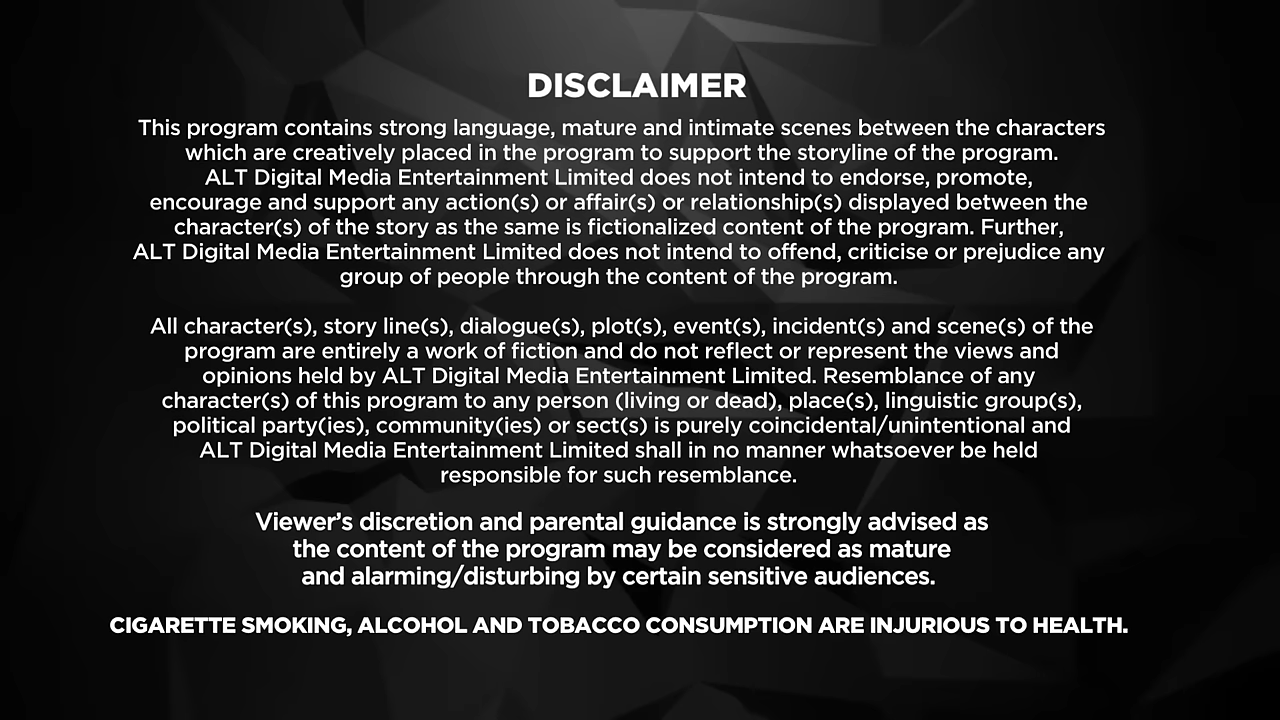 DISCLAIMER
This program contains strong language, mature and intimate scenes between the characters
which are creatively placed in the program to support the storyline of the program.
ALT Digital Media Entertainment Limited does not intend to endorse, promote,
encourage and support any action(s) or affair(s) or relationship(s) displayed between the
character(s) of the story as the same is fictionalized content of the program. Further,
ALT Digital Media Entertainment Limited does not intend to offend, criticise or prejudice any
group of people through the content of the program.
All character(s), story line(s), dialogue(s), plot(s), event(s), incident(s) and scene(s) of the
program are entirely a work of fiction and do not reflect or represent the views and
opinions held by ALT Digital Media Entertainment Limited. Resemblance of any
character(s) of this program to any person (living or dead), place(s), linguistic group(s),
political party(ies), community(ies) or sect(s) is purely coincidental/unintentional and
ALT Digital Media Entertainment Limited shall in no manner whatsoever be held
responsible for such resemblance.
Viewer’s discretion and parental guidance is strongly advised as
the content of the program may be considered as mature
and alarming/disturbing by certain sensitive audiences.
CIGARETTE SMOKING, ALCOHOL AND TOBACCO CONSUMPTION ARE INJURIOUS TO HEALTH.